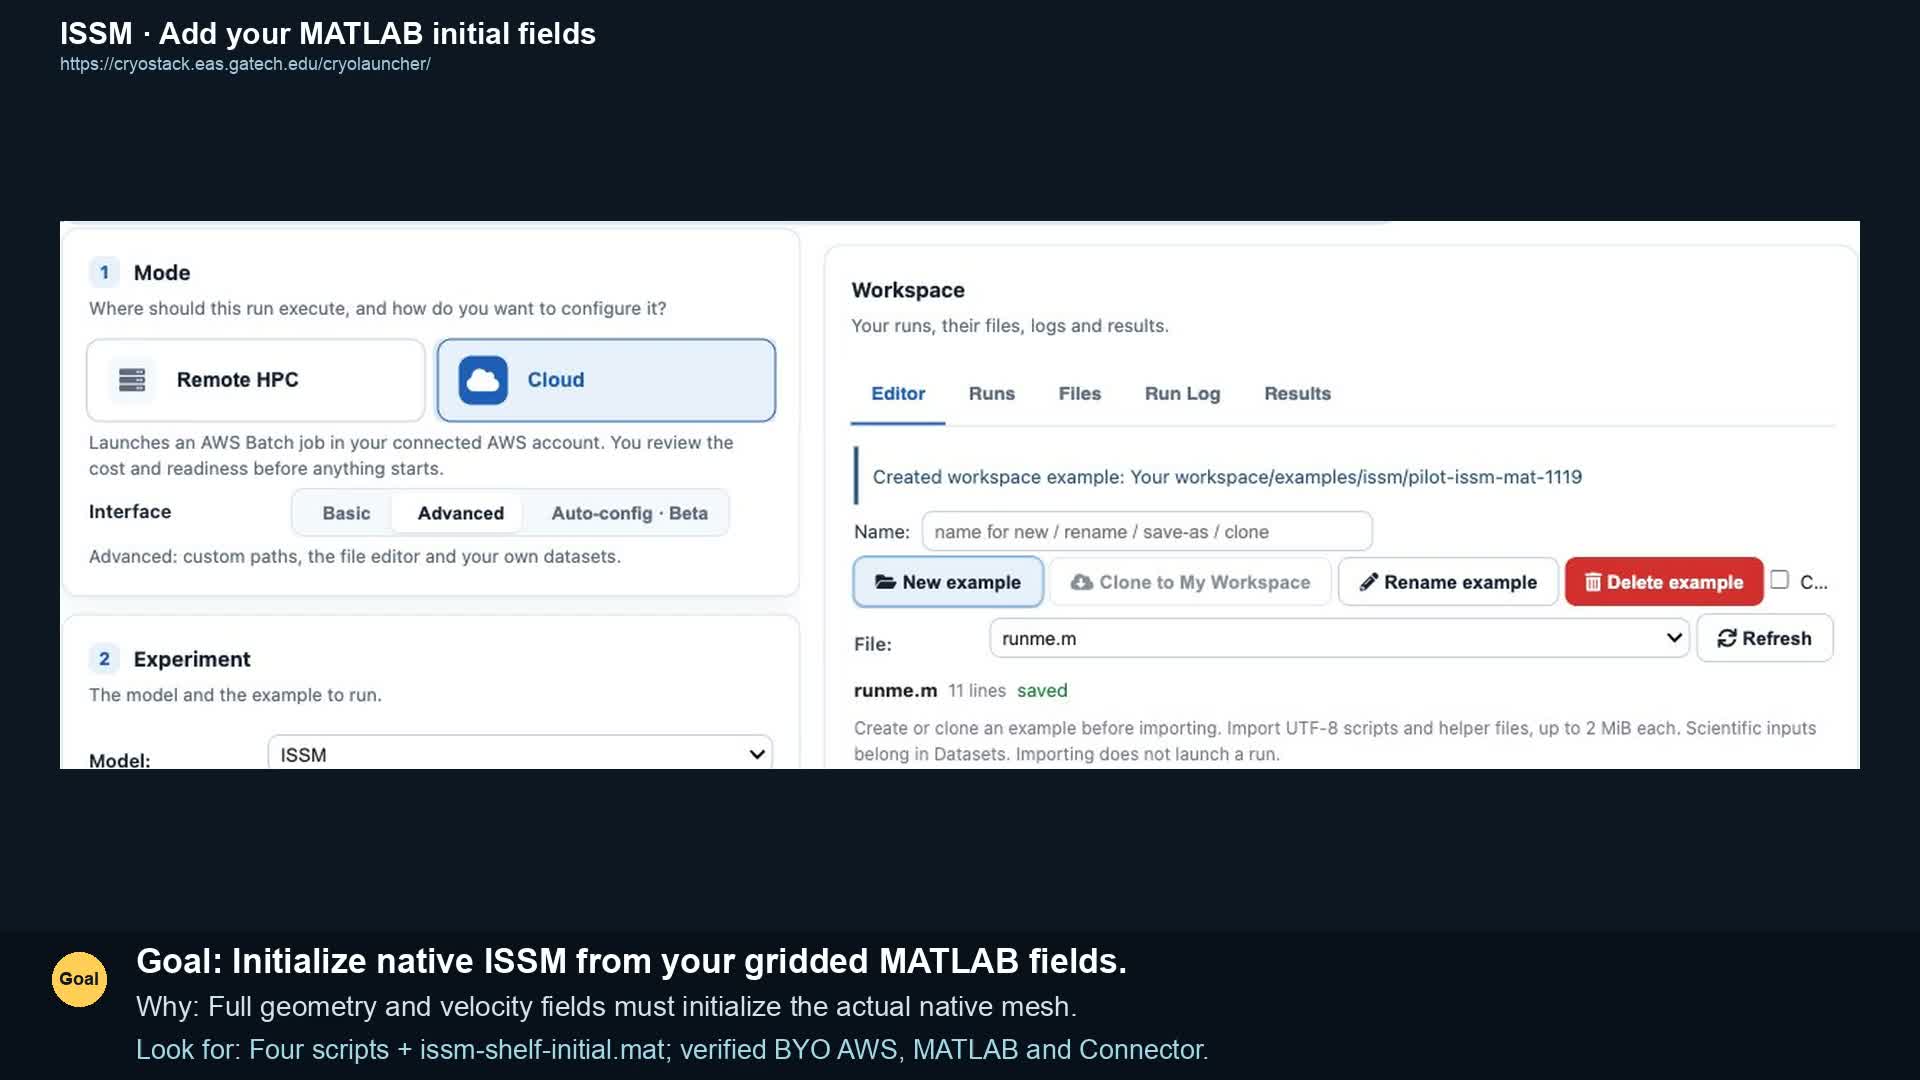 ISSM · Add your MATLAB initial fields
https://cryostack.eas.gatech.edu/cryolauncher/
1 Mode
Where should this run execute, and how do you want to configure it?
Remote HPC
Cloud
Launches an AWS Batch job in your connected AWS account. You review the
cost and readiness before anything starts.
Interface
Basic
Advanced
Auto-config · Beta
Advanced: custom paths, the file editor and your own datasets.
2 Experiment
The model and the example to run.
Model:
ISSM
Workspace
Your runs, their files, logs and results.
Editor
Runs
Files
Run Log
Results
Created workspace example: Your workspace/examples/issm/pilot-issm-mat-1119
Name:
name for new / rename / save-as / clone
New example
Clone to My Workspace
Rename example
Delete example
C...
File:
runme.m
Refresh
runme.m 11 lines saved
Create or clone an example before importing. Import UTF-8 scripts and helper files, up to 2 MiB each. Scientific inputs
belong in Datasets. Importing does not launch a run.
Goal
Goal: Initialize native ISSM from your gridded MATLAB fields.
Why: Full geometry and velocity fields must initialize the actual native mesh.
Look for: Four scripts + issm-shelf-initial.mat; verified BYO AWS, MATLAB and Connector.